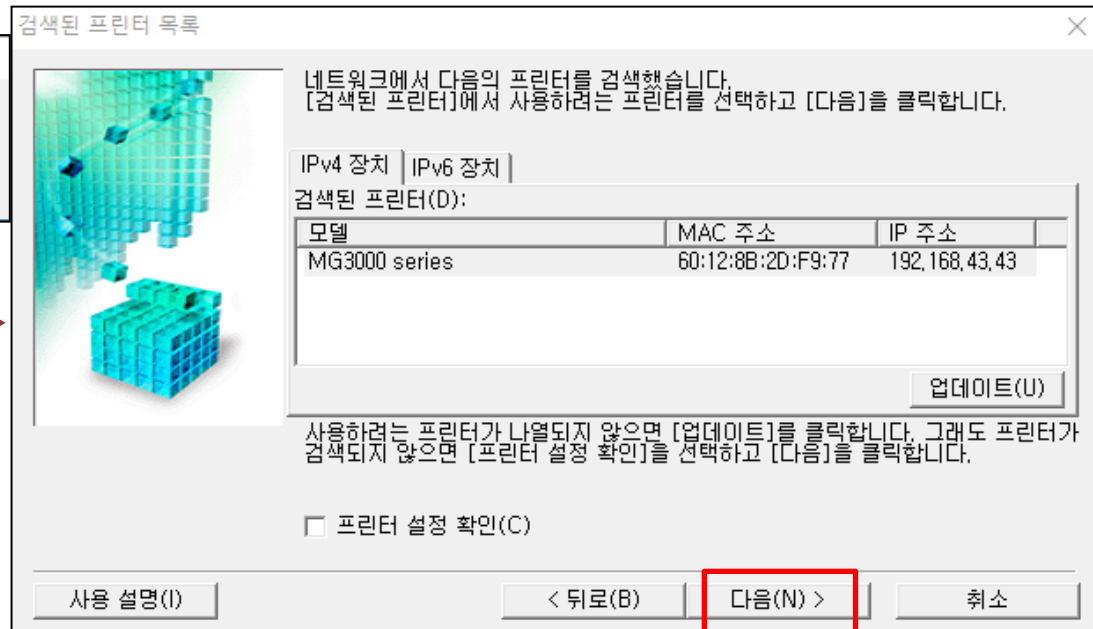 검색된 프린터 목록
네트워크에서 다음의 프린터를 검색했습니다.
[검색된 프린터]에서 사용하려는 프린터를 선택하고 [다음]을 클릭합니다.
IPv4 장치 IPv6 장치
검색된 프린터(D):
모델 MAC 주소 IP 주소
MG3000 series 60:12:8B:2D:F9:77 192.168.43.43
업데이트(U)
사용하려는 프린터가 나열되지 않으면 [업데이트]를 클릭합니다. 그래도 프린터가
검색되지 않으면 [프린터 설정 확인]을 선택하고 [다음]을 클릭합니다.
프린터 설정 확인(C)
사용 설명(I) < 뒤로(B) 다음(N) > 취소